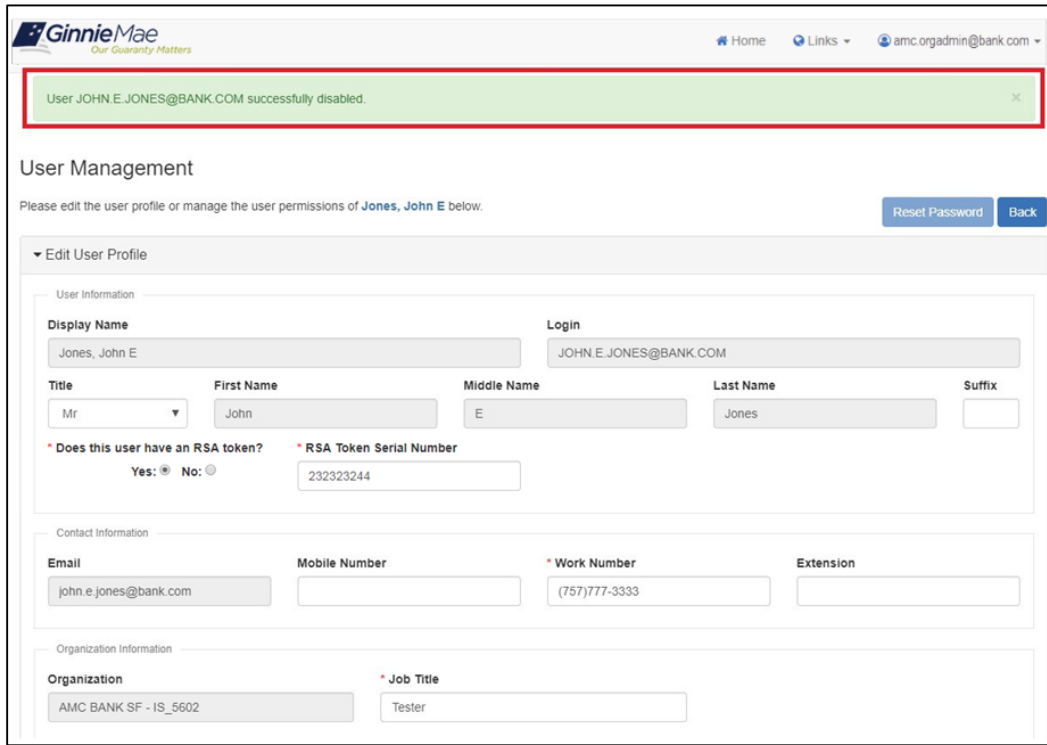 GinnieMae
Our Guaranty Matters
Home Links amc.orgadmin@bank.com
User JOHN.E.JONES@BANK.COM successfully disabled. ×
User Management
Please edit the user profile or manage the user permissions of Jones, John E below.
Reset Password Back
Edit User Profile
User Information
Display Name Login
Jones, John E JOHN.E.JONES@BANK.COM
Title First Name Middle Name Last Name Suffix
Mr John E Jones
* Does this user have an RSA token? * RSA Token Serial Number
Yes: No: 232323244
Contact Information
Email Mobile Number * Work Number Extension
john.e.jones@bank.com (757)777-3333
Organization Information
Organization * Job Title
AMC BANK SF - IS_5602 Tester